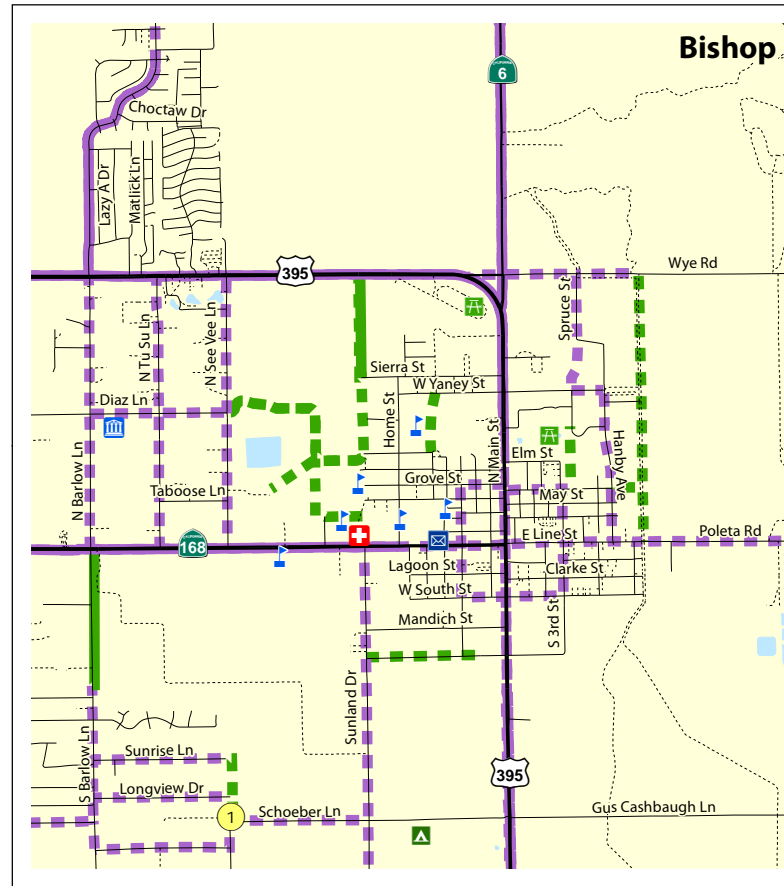 Bishop
CALIFORNIA
6
Choctaw Dr
Lazy A Dr
Matlick Ln
Wye Rd
395
Spruce St
N Tu Su Ln
N See Vee Ln
Sierra St
W Yaney St
Diaz Ln
Home St
N Main St
Hanby Ave
Elm St
N Barlow Ln
Grove St
Taboose Ln
May St
CALIFORNIA
168
E Line St
Poleta Rd
Lagoon St
Clarke St
W South St
Mandich St
S 3rd St
Sunland Dr
S Barlow Ln
Sunrise Ln
395
Longview Dr
1
Schoeber Ln
Gus Cashbaugh Ln